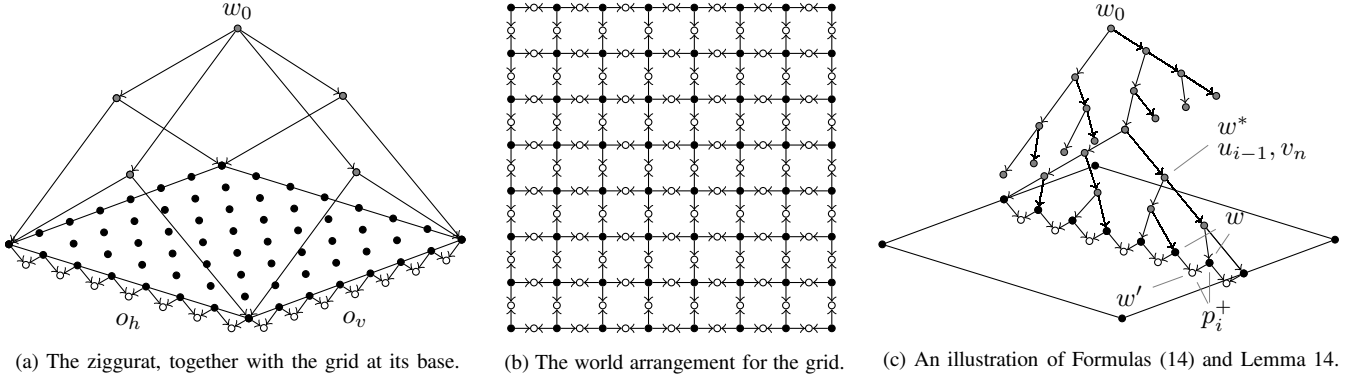 w₀
oₕ
oᵥ
(a) The ziggurat, together with the grid at its base.
(b) The world arrangement for the grid.
w₀
w*
uᵢ₋₁, vₙ
w
w′
pᵢ⁺
(c) An illustration of Formulas (14) and Lemma 14.